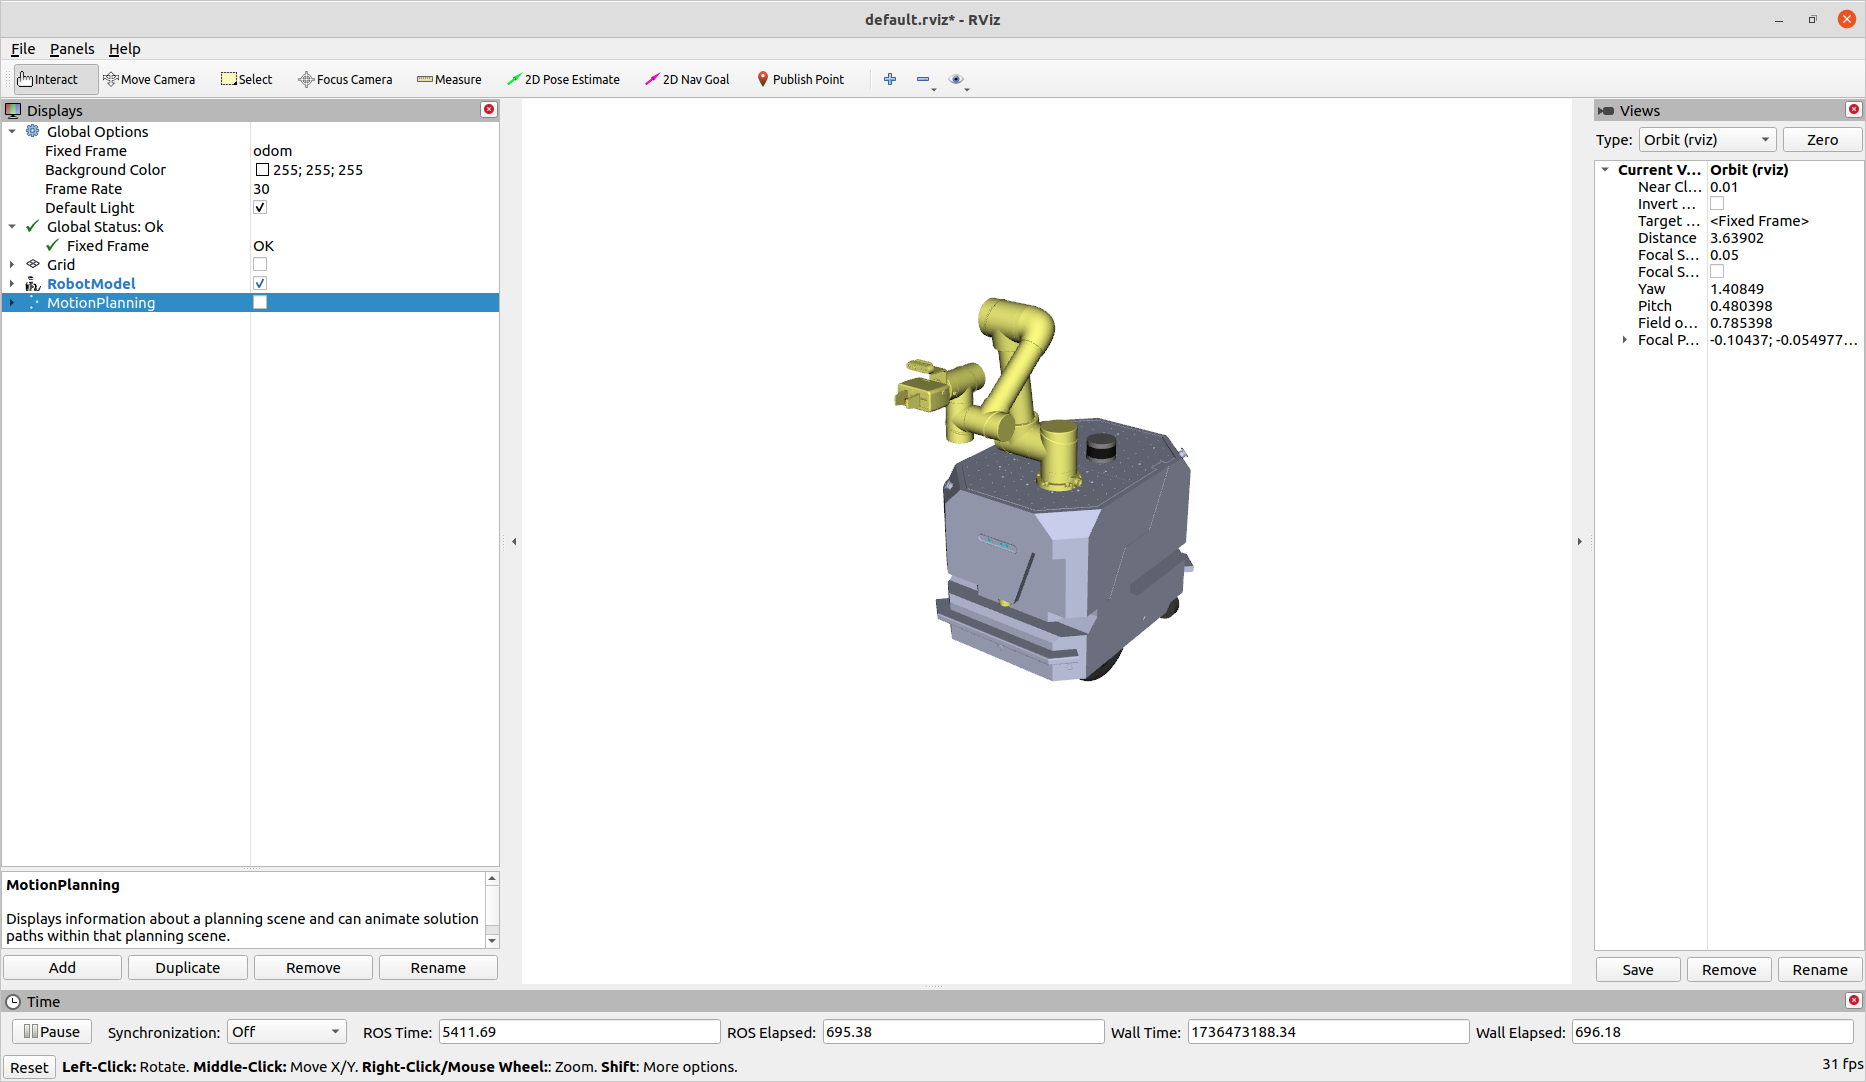 default.rviz* - RViz
File Panels Help
Interact Move Camera Select Focus Camera Measure 2D Pose Estimate 2D Nav Goal Publish Point
Displays
Global Options
Fixed Frame odom
Background Color 255; 255; 255
Frame Rate 30
Default Light
Global Status: Ok
Fixed Frame OK
Grid
RobotModel
MotionPlanning
MotionPlanning
Displays information about a planning scene and can animate solution
paths within that planning scene.
Add Duplicate Remove Rename
Views
Type: Orbit (rviz) Zero
Current V... Orbit (rviz)
Near Cl... 0.01
Invert ...
Target ... <Fixed Frame>
Distance 3.63902
Focal S... 0.05
Focal S...
Yaw 1.40849
Pitch 0.480398
Field o... 0.785398
Focal P... -0.10437; -0.054977...
Save Remove Rename
Time
Pause Synchronization: Off ROS Time: 5411.69 ROS Elapsed: 695.38 Wall Time: 1736473188.34 Wall Elapsed: 696.18
Reset Left-Click: Rotate. Middle-Click: Move X/Y. Right-Click/Mouse Wheel:: Zoom. Shift: More options. 31 fps